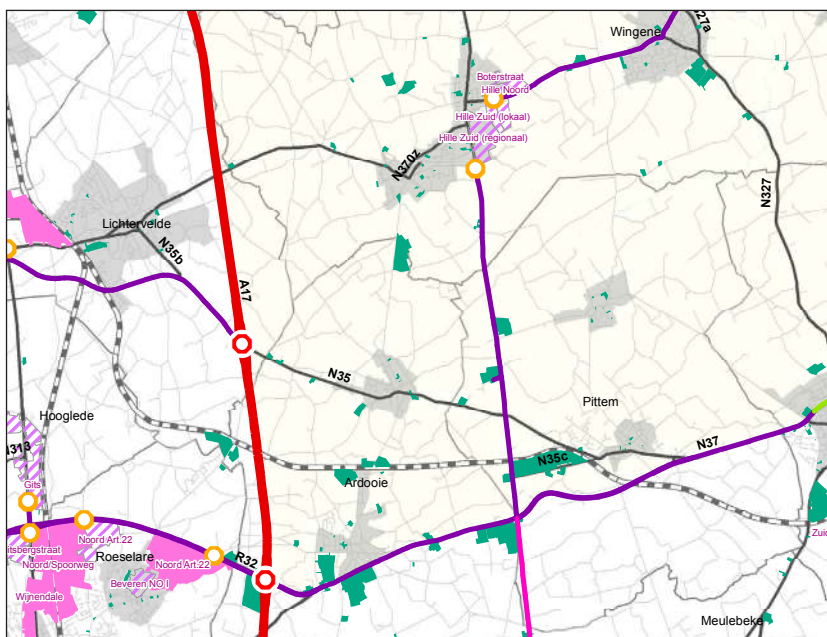 N327a
Wingene
Boterstraat
Hille Noord
Hille Zuid (lokaal)
Hille Zuid (regionaal)
N370z
N327
Lichtervelde
N35b
A17
N35
Pittem
Hooglede
N37
N313
N35c
Ardooie
Gits
Noord Art.22
itsbergstraat
Roeselare
R32
Noord Art.22
Noord/Spoorweg
Beveren NO I
Wijnendale
Zuid
Meulebeke